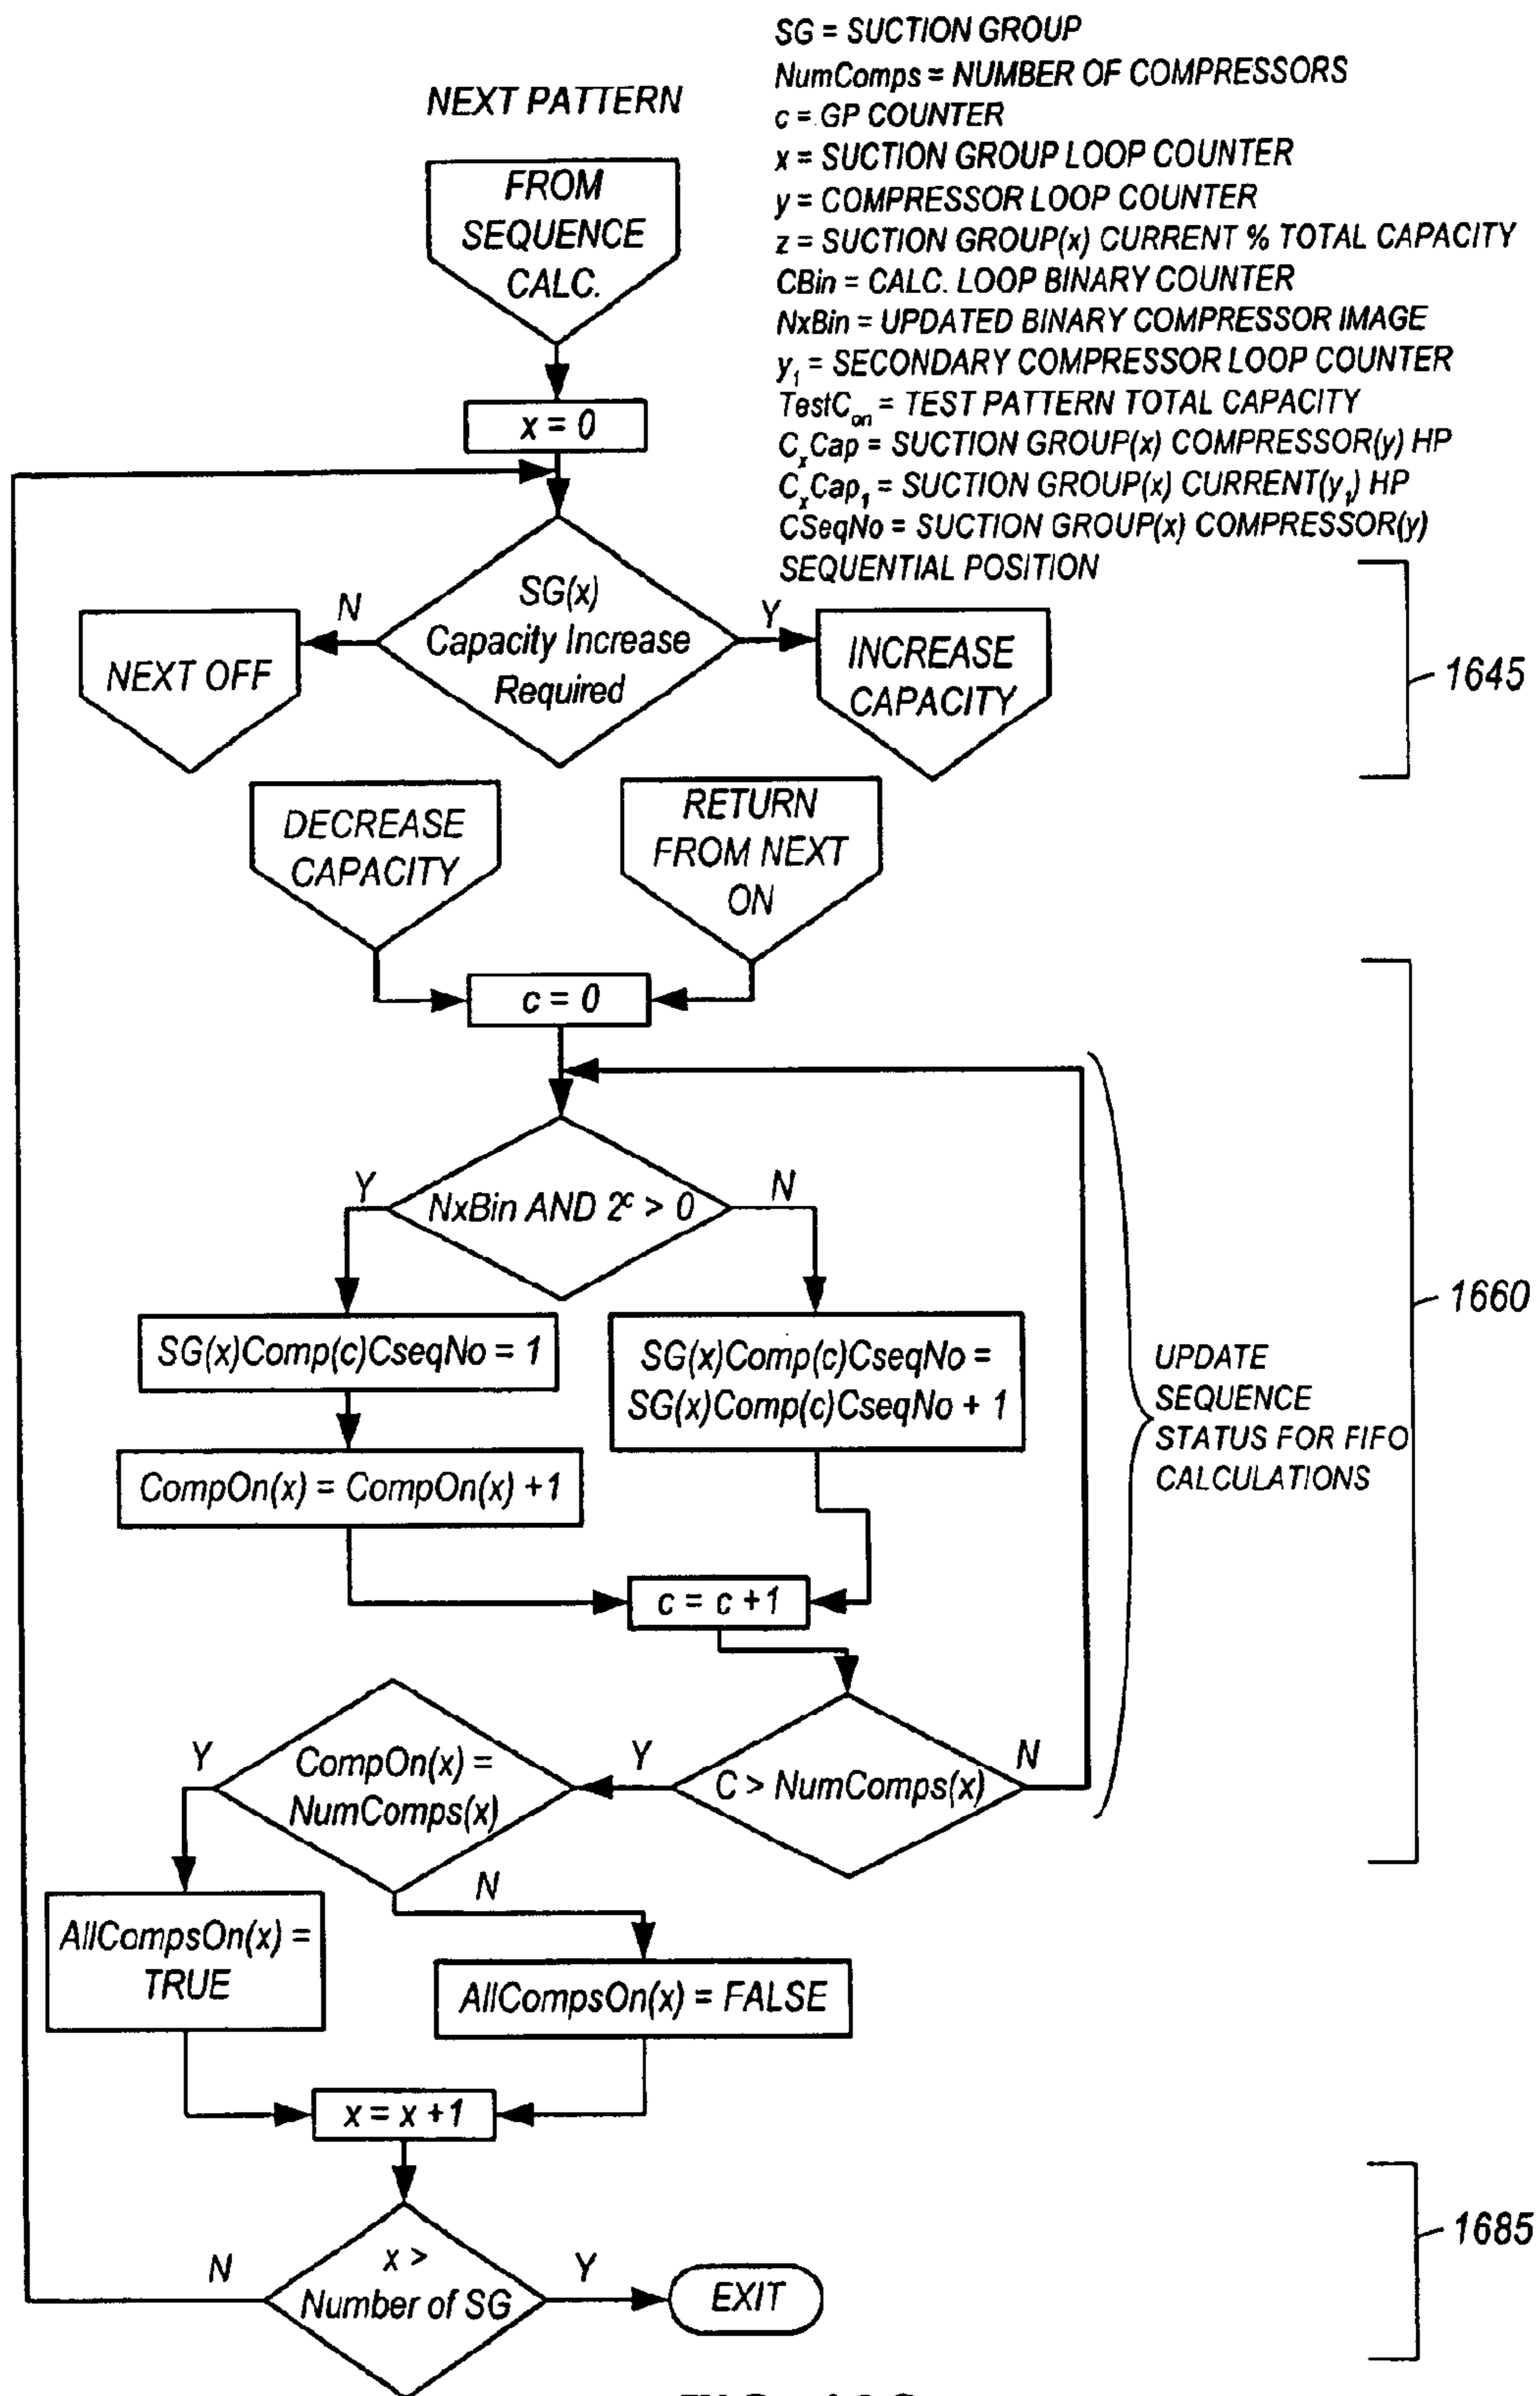 SG = SUCTION GROUP
NumComps = NUMBER OF COMPRESSORS
c = GP COUNTER
x = SUCTION GROUP LOOP COUNTER
y = COMPRESSOR LOOP COUNTER
z = SUCTION GROUP(x) CURRENT % TOTAL CAPACITY
CBin = CALC. LOOP BINARY COUNTER
NxBin = UPDATED BINARY COMPRESSOR IMAGE
y₁ = SECONDARY COMPRESSOR LOOP COUNTER
TestC_on = TEST PATTERN TOTAL CAPACITY
CₓCap = SUCTION GROUP(x) COMPRESSOR(y) HP
CₓCap₁ = SUCTION GROUP(x) CURRENT(y₁) HP
CSeqNo = SUCTION GROUP(x) COMPRESSOR(y)
SEQUENTIAL POSITION
NEXT PATTERN
FROM
SEQUENCE
CALC.
x = 0
SG(x)
Capacity Increase
Required
N
Y
NEXT OFF
INCREASE
CAPACITY
1645
DECREASE
CAPACITY
RETURN
FROM NEXT
ON
c = 0
NxBin AND 2ᶜ > 0
Y
N
SG(x)Comp(c)CseqNo = 1
SG(x)Comp(c)CseqNo =
SG(x)Comp(c)CseqNo + 1
CompOn(x) = CompOn(x) +1
UPDATE
SEQUENCE
STATUS FOR FIFO
CALCULATIONS
1660
c = c +1
C > NumComps(x)
Y
N
CompOn(x) =
NumComps(x)
Y
N
AllCompsOn(x) =
TRUE
AllCompsOn(x) = FALSE
x = x +1
x >
Number of SG
N
Y
EXIT
1685